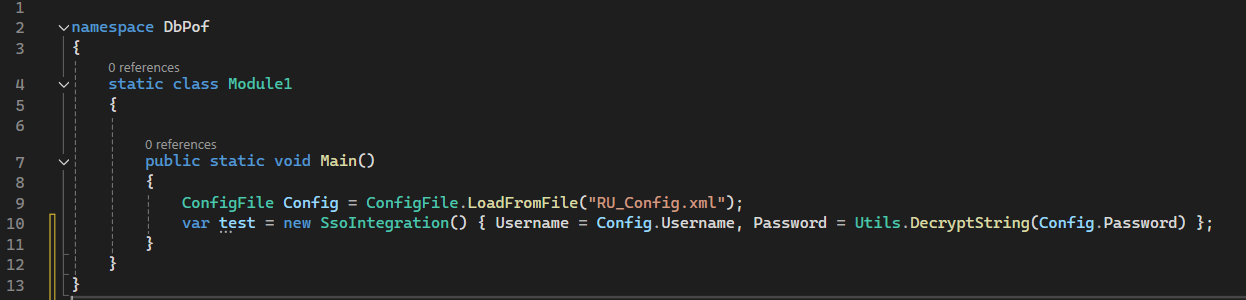 1
2 namespace DbPof
3 {
0 references
4 static class Module1
5 {
6
0 references
7 public static void Main()
8 {
9 ConfigFile Config = ConfigFile.LoadFromFile("RU_Config.xml");
10 var test = new SsoIntegration() { Username = Config.Username, Password = Utils.DecryptString(Config.Password) };
11 }
12 }
13 }